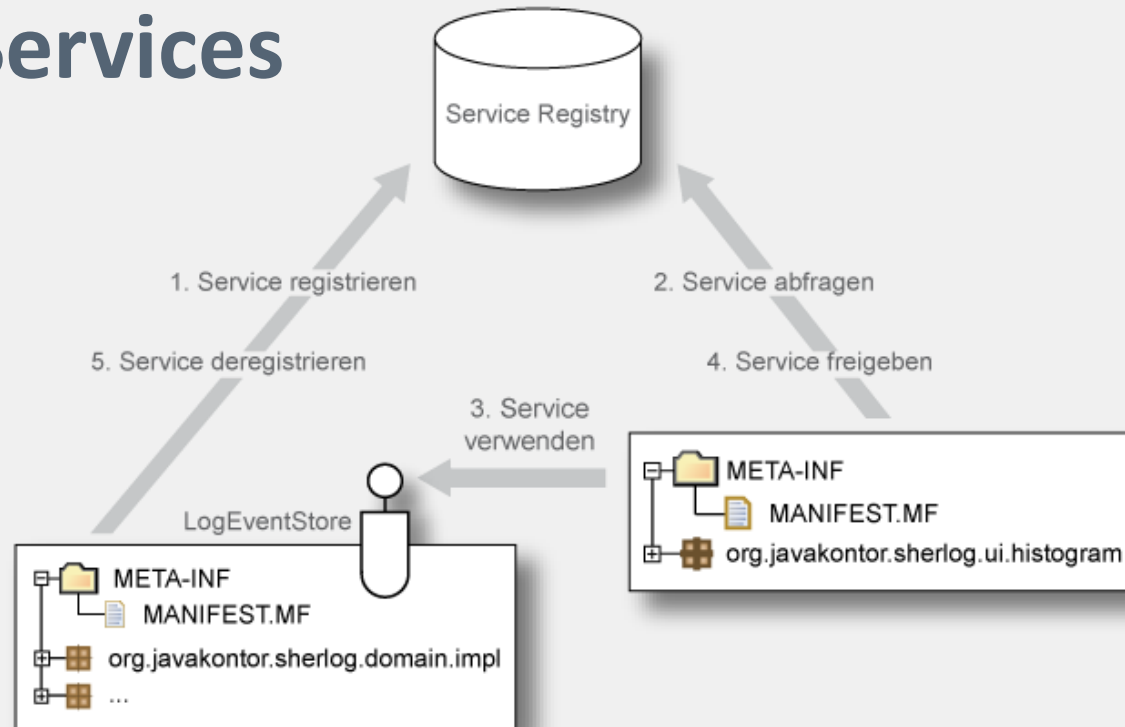 Services
Service Registry
1. Service registrieren
2. Service abfragen
5. Service deregistrieren
4. Service freigeben
3. Service
verwenden
LogEventStore
META-INF
MANIFEST.MF
org.javakontor.sherlog.ui.histogram
META-INF
MANIFEST.MF
org.javakontor.sherlog.domain.impl
...